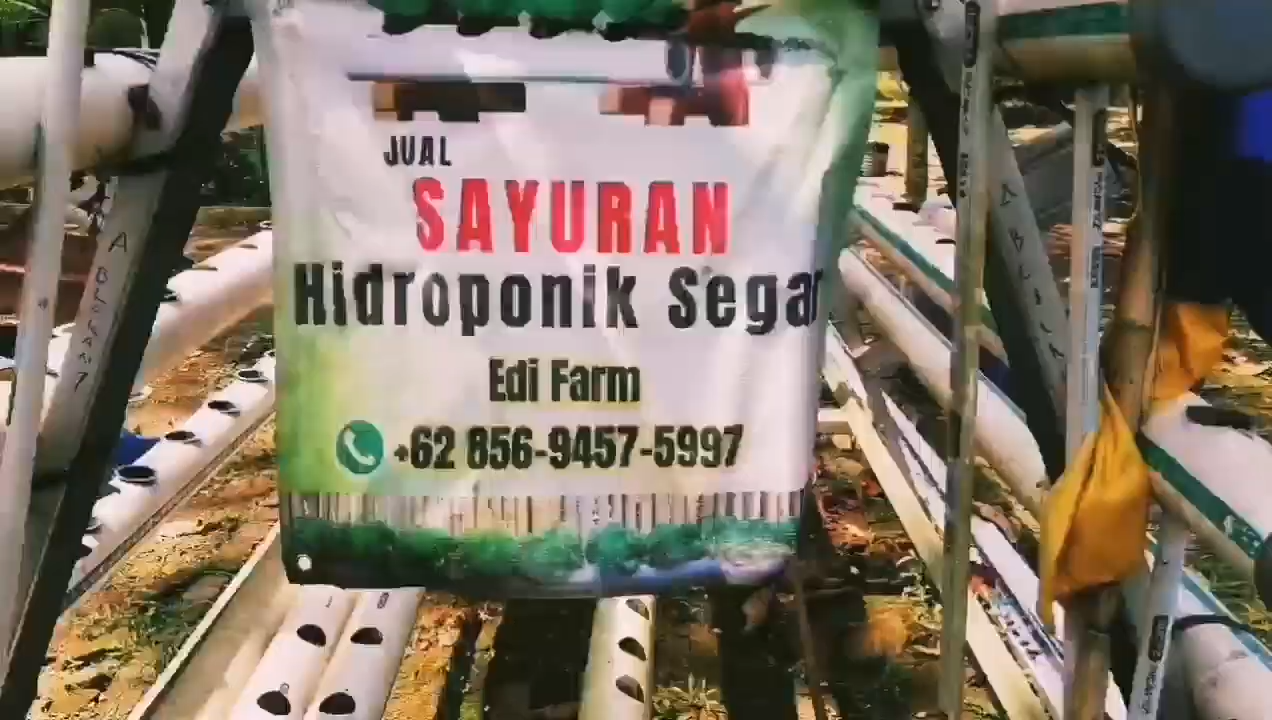 JUAL
SAYURAN
Hidroponik Segar
Edi Farm
+62 856-9457-5997